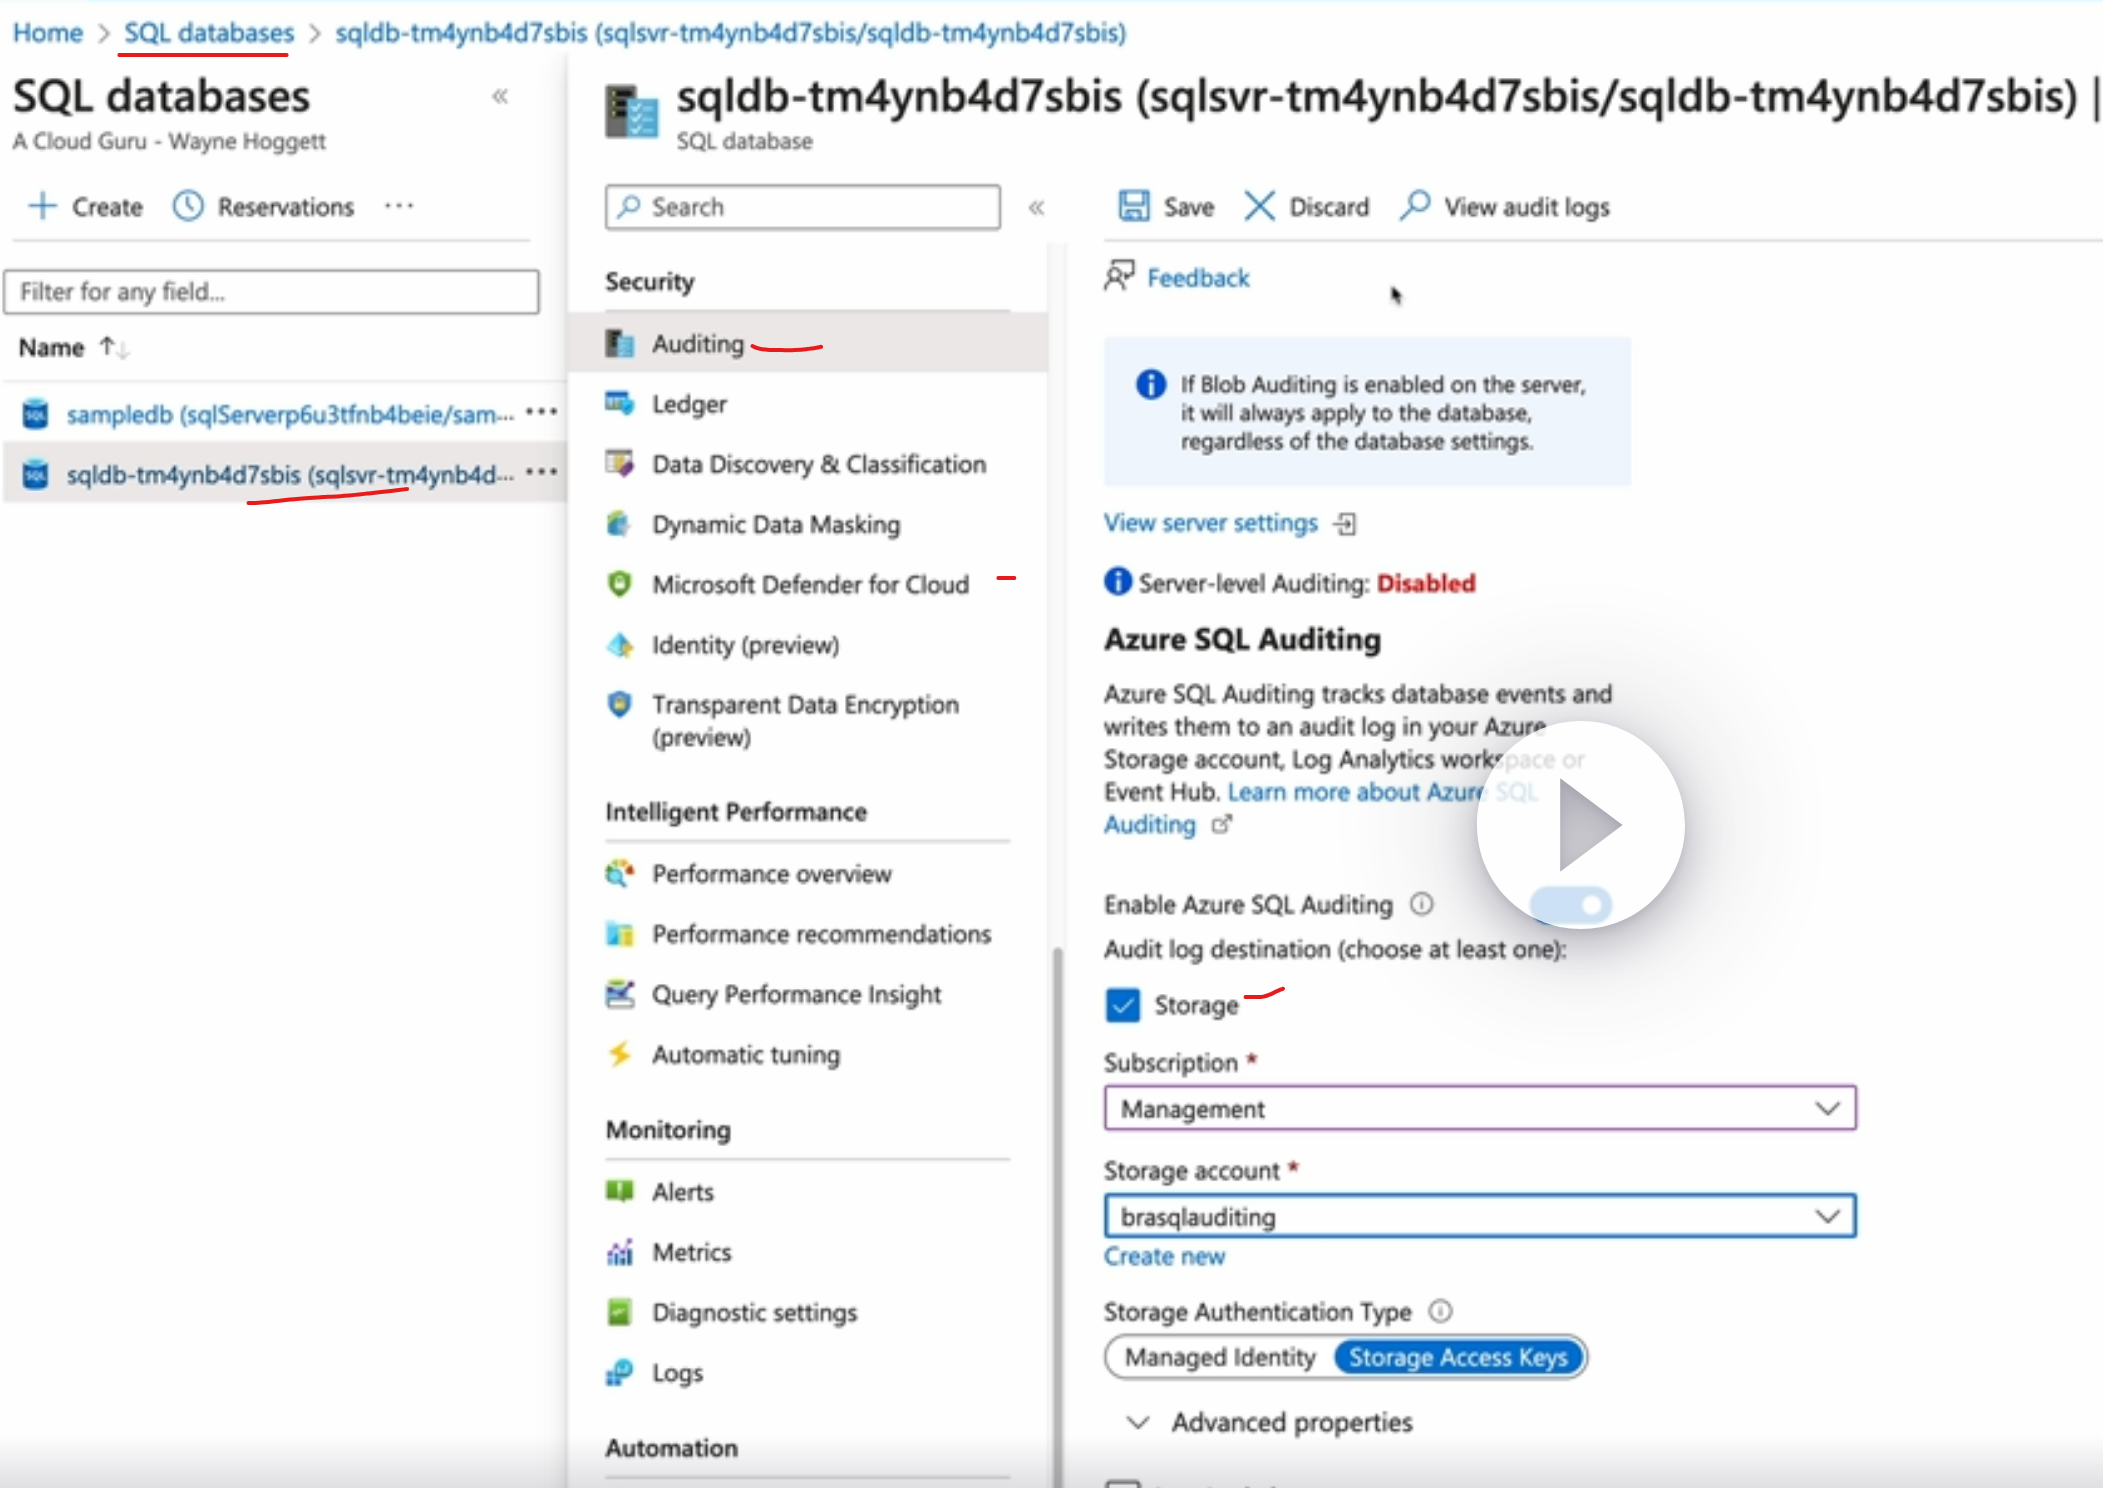 Home > SQL databases > sqldb-tm4ynb4d7sbis (sqlsvr-tm4ynb4d7sbis/sqldb-tm4ynb4d7sbis)
SQL databases «
A Cloud Guru - Wayne Hoggett
+ Create Reservations ...
Filter for any field...
Name ↑↓
sampledb (sqlServerp6u3tfnb4beie/sam... ...
sqldb-tm4ynb4d7sbis (sqlsvr-tm4ynb4d... ...
sqldb-tm4ynb4d7sbis (sqlsvr-tm4ynb4d7sbis/sqldb-tm4ynb4d7sbis) |
SQL database
Search «
Security
Auditing
Ledger
Data Discovery & Classification
Dynamic Data Masking
Microsoft Defender for Cloud
Identity (preview)
Transparent Data Encryption
(preview)
Intelligent Performance
Performance overview
Performance recommendations
Query Performance Insight
Automatic tuning
Monitoring
Alerts
Metrics
Diagnostic settings
Logs
Automation
Save Discard View audit logs
Feedback
If Blob Auditing is enabled on the server,
it will always apply to the database,
regardless of the database settings.
View server settings
Server-level Auditing: Disabled
Azure SQL Auditing
Azure SQL Auditing tracks database events and
writes them to an audit log in your Azure
Storage account, Log Analytics workspace or
Event Hub. Learn more about Azure SQL
Auditing
Enable Azure SQL Auditing
Audit log destination (choose at least one):
Storage
Subscription *
Management
Storage account *
brasqlauditing
Create new
Storage Authentication Type
Managed Identity Storage Access Keys
Advanced properties